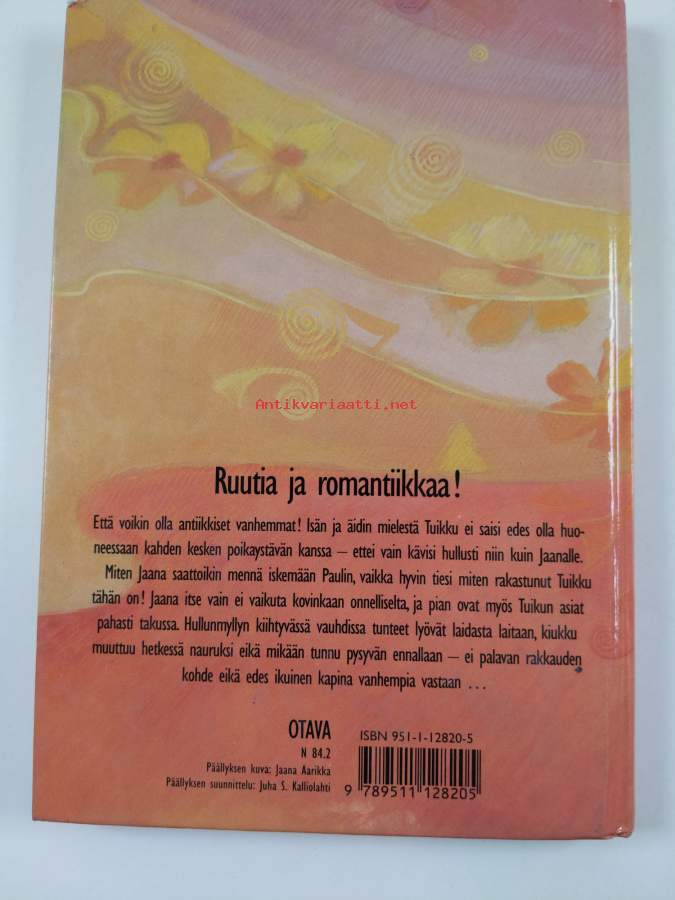 Antikvariaatti.net
Ruutia ja romantiikkaa!
Että voikin olla antiikkiset vanhemmat! Isän ja äidin mielestä Tuikku ei saisi edes olla huo-
neessaan kahden kesken poikaystävän kanssa – ettei vain kävisi hullusti niin kuin Jaanalle.
Miten Jaana saattoikin mennä iskemään Paulin, vaikka hyvin tiesi miten rakastunut Tuikku
tähän on! Jaana itse vain ei vaikuta kovinkaan onnelliselta, ja pian ovat myös Tuikun asiat
pahasti takussa. Hullunmyllyn kiihtyvässä vauhdissa tunteet lyövät laidasta laitaan, kiukku
muuttuu hetkessä nauruksi eikä mikään tunnu pysyvän ennallaan – ei palavan rakkauden
kohde eikä edes ikuinen kapina vanhempia vastaan ...
OTAVA
N 84.2
Päällyksen kuva: Jaana Aarikka
Päällyksen suunnittelu: Juha S. Kalliolahti
ISBN 951-1-12820-5
9 789511 128205